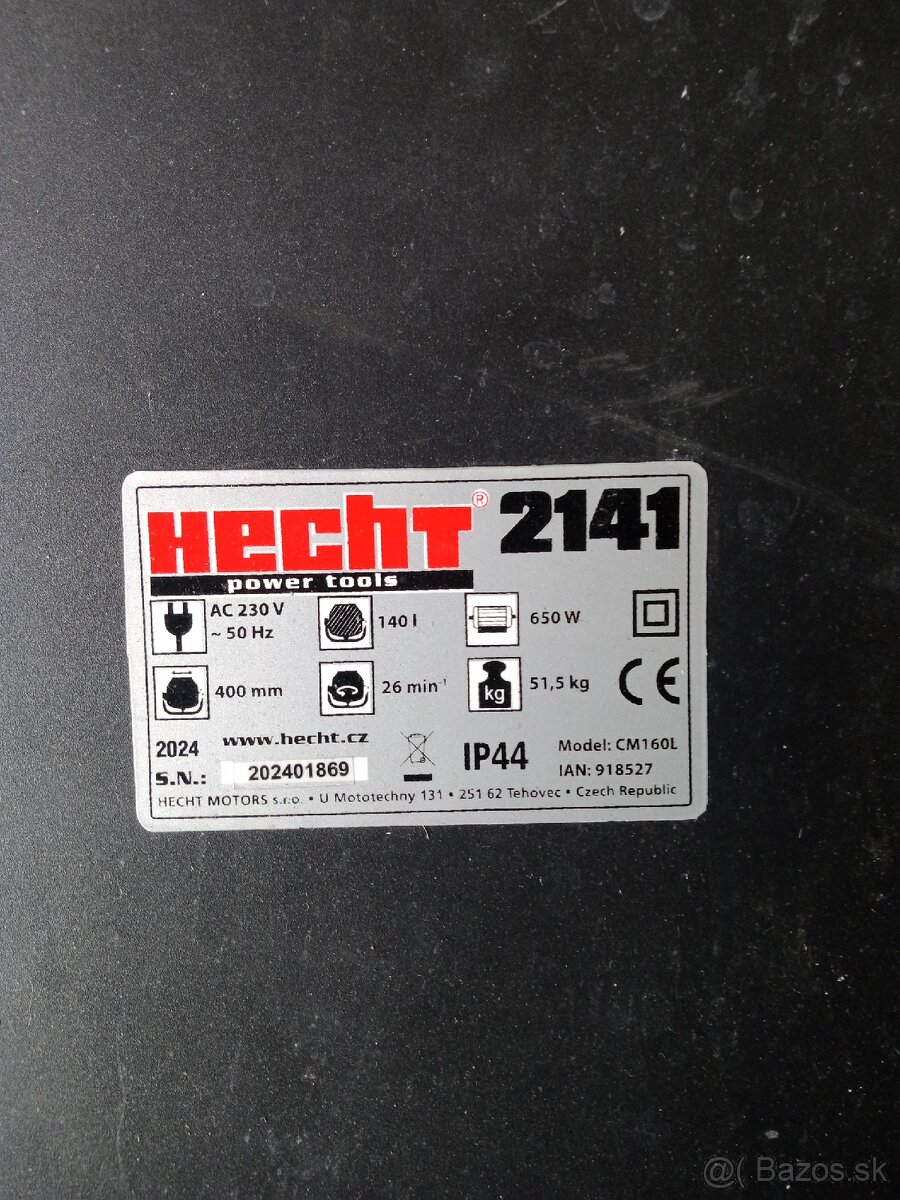 HECHT® 2141
power tools
AC 230 V ~ 50 Hz
140 l
650 W
400 mm
26 min⁻¹
kg
51,5 kg
CE
2024
www.hecht.cz
IP44
Model: CM160L
S.N.: 202401869
IAN: 918527
HECHT MOTORS s.r.o. • U Mototechny 131 • 251 62 Tehovec • Czech Republic
@( Bazos.sk